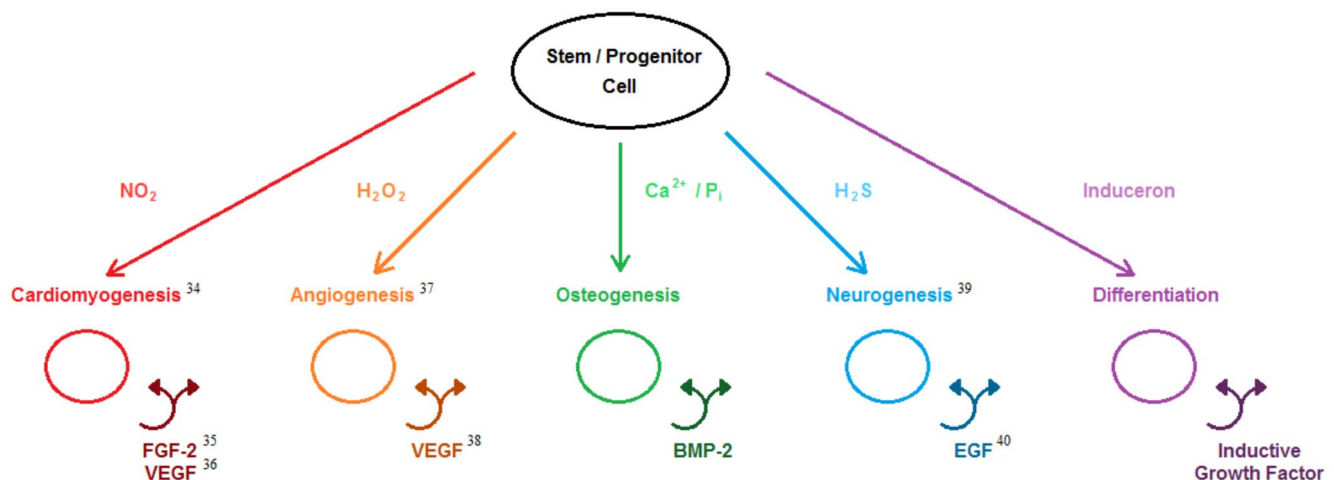 Stem / Progenitor
Cell
NO₂
H₂O₂
Ca²⁺ / Pᵢ
H₂S
Induceron
Cardiomyogenesis ³⁴
Angiogenesis ³⁷
Osteogenesis
Neurogenesis ³⁹
Differentiation
FGF-2 ³⁵
VEGF ³⁶
VEGF ³⁸
BMP-2
EGF ⁴⁰
Inductive
Growth Factor